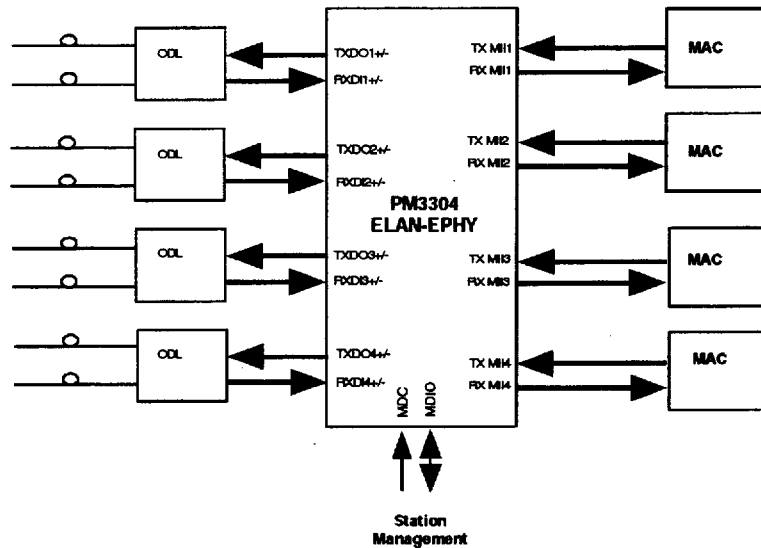 ODL
TXDO1+/-
RXDI1+/-
TX MII1
RX MII1
MAC
ODL
TXDO2+/-
RXDI2+/-
TX MII2
RX MII2
MAC
PM3304
ELAN-EPHY
ODL
TXDO3+/-
RXDI3+/-
TX MII3
RX MII3
MAC
ODL
TXDO4+/-
RXDI4+/-
TX MII4
RX MII4
MAC
MDC
MDIO
Station
Management